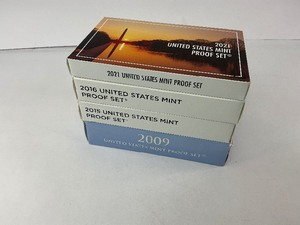 2021
UNITED STATES MINT
PROOF SET®
2021 UNITED STATES MINT PROOF SET
2016 UNITED STATES MINT
PROOF SET®
2015 UNITED STATES MINT
PROOF SET®
2009
UNITED STATES MINT PROOF SET®